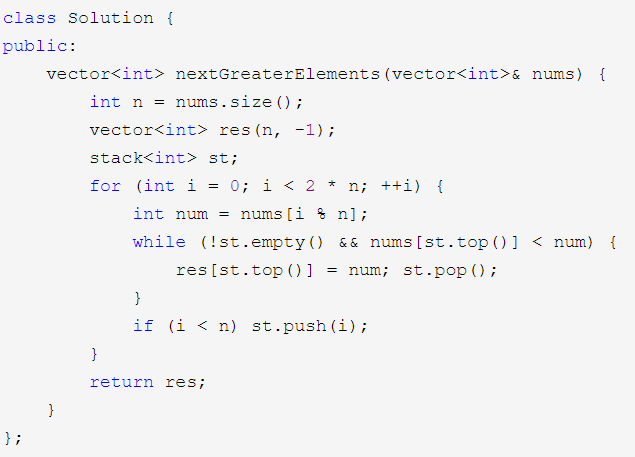 class Solution {
public:
    vector<int> nextGreaterElements(vector<int>& nums) {
        int n = nums.size();
        vector<int> res(n, -1);
        stack<int> st;
        for (int i = 0; i < 2 * n; ++i) {
            int num = nums[i % n];
            while (!st.empty() && nums[st.top()] < num) {
                res[st.top()] = num; st.pop();
            }
            if (i < n) st.push(i);
        }
        return res;
    }
};